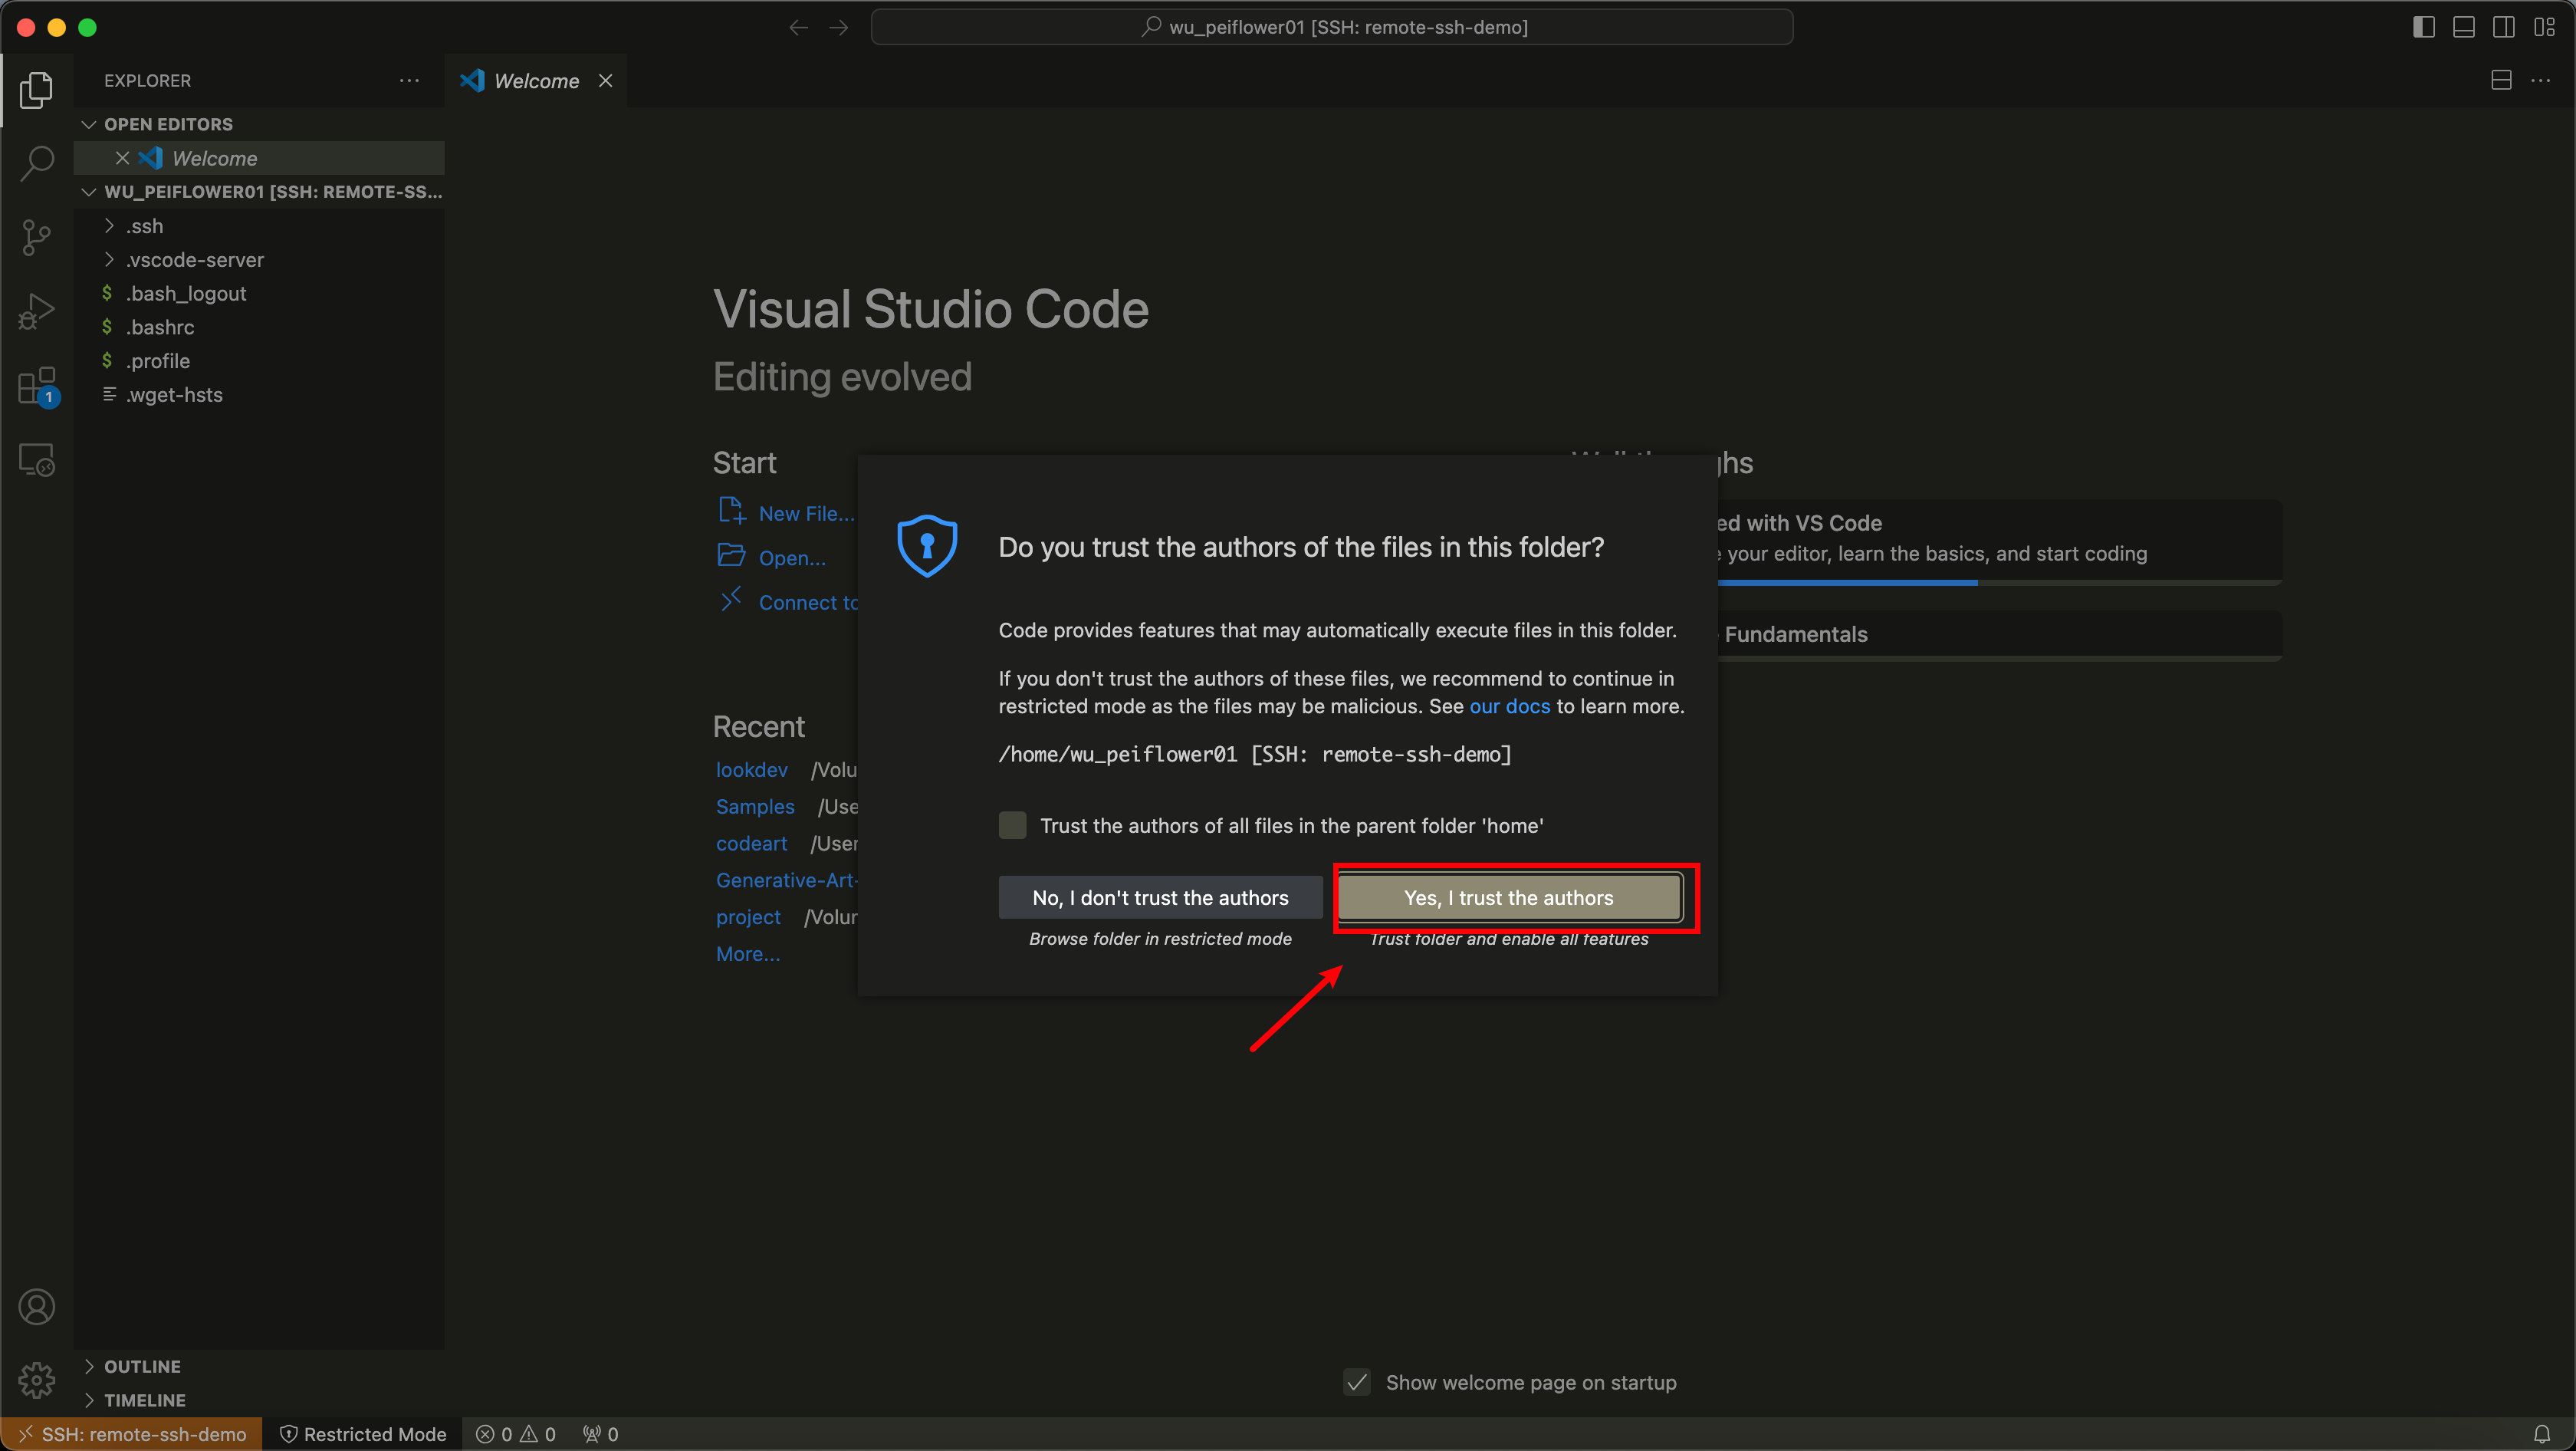 wu_peiflower01 [SSH: remote-ssh-demo]
EXPLORER
Welcome
OPEN EDITORS
Welcome
WU_PEIFLOWER01 [SSH: REMOTE-SS...
.ssh
.vscode-server
$ .bash_logout
$ .bashrc
$ .profile
.wget-hsts
1
Visual Studio Code
Editing evolved
Start
New File...
Open...
Connect to
Recent
lookdev /Volu
Samples /Use
codeart /User
Generative-Art-
project /Volur
More...
ghs
ed with VS Code
your editor, learn the basics, and start coding
Fundamentals
Do you trust the authors of the files in this folder?
Code provides features that may automatically execute files in this folder.
If you don't trust the authors of these files, we recommend to continue in
restricted mode as the files may be malicious. See our docs to learn more.
/home/wu_peiflower01 [SSH: remote-ssh-demo]
Trust the authors of all files in the parent folder 'home'
No, I don't trust the authors
Yes, I trust the authors
Browse folder in restricted mode
Trust folder and enable all features
OUTLINE
TIMELINE
Show welcome page on startup
SSH: remote-ssh-demo Restricted Mode 0 0 0